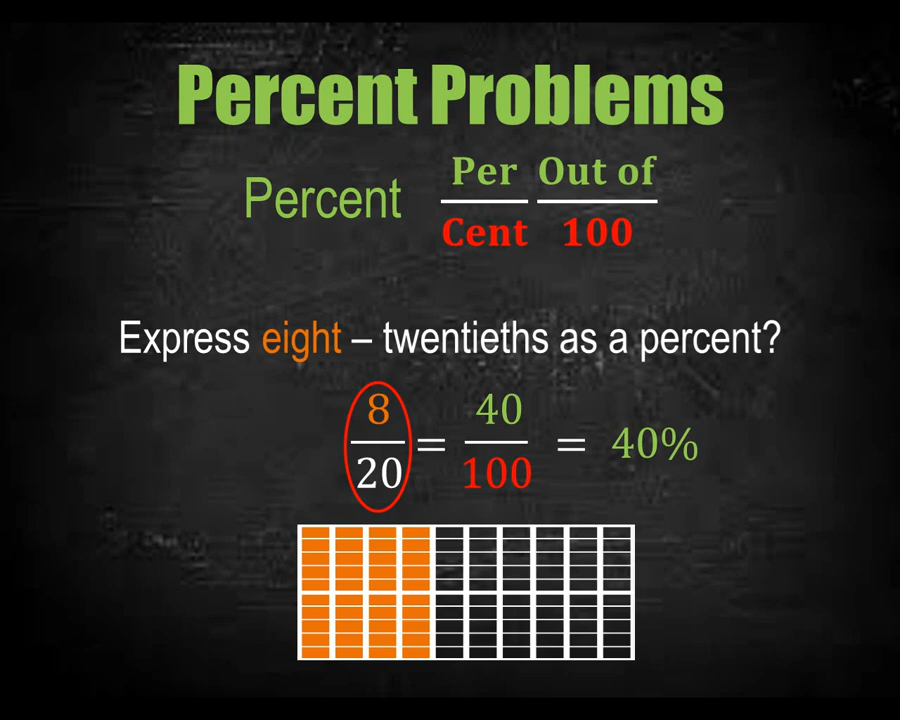 Percent Problems
Percent
Per Out of
Cent 100
Express eight – twentieths as a percent?
8 40
= = 40%
20 100